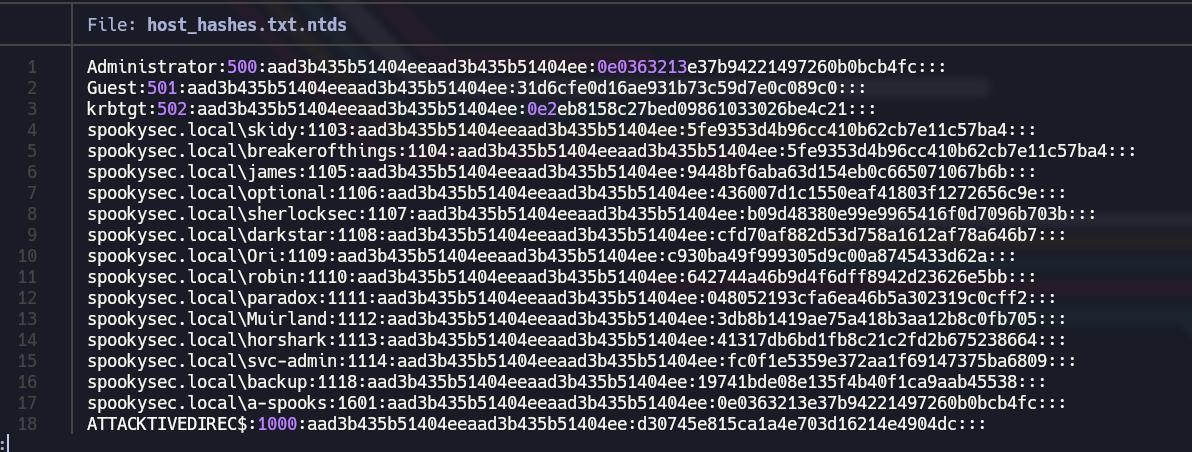 File: host_hashes.txt.ntds
1 Administrator:500:aad3b435b51404eeaad3b435b51404ee:0e0363213e37b94221497260b0bcb4fc:::
2 Guest:501:aad3b435b51404eeaad3b435b51404ee:31d6cfe0d16ae931b73c59d7e0c089c0:::
3 krbtgt:502:aad3b435b51404eeaad3b435b51404ee:0e2eb8158c27bed09861033026be4c21:::
4 spookysec.local\skidy:1103:aad3b435b51404eeaad3b435b51404ee:5fe9353d4b96cc410b62cb7e11c57ba4:::
5 spookysec.local\breakerofthings:1104:aad3b435b51404eeaad3b435b51404ee:5fe9353d4b96cc410b62cb7e11c57ba4:::
6 spookysec.local\james:1105:aad3b435b51404eeaad3b435b51404ee:9448bf6aba63d154eb0c665071067b6b:::
7 spookysec.local\optional:1106:aad3b435b51404eeaad3b435b51404ee:436007d1c1550eaf41803f1272656c9e:::
8 spookysec.local\sherlocksec:1107:aad3b435b51404eeaad3b435b51404ee:b09d48380e99e9965416f0d7096b703b:::
9 spookysec.local\darkstar:1108:aad3b435b51404eeaad3b435b51404ee:cfd70af882d53d758a1612af78a646b7:::
10 spookysec.local\Ori:1109:aad3b435b51404eeaad3b435b51404ee:c930ba49f999305d9c00a8745433d62a:::
11 spookysec.local\robin:1110:aad3b435b51404eeaad3b435b51404ee:642744a46b9d4f6dff8942d23626e5bb:::
12 spookysec.local\paradox:1111:aad3b435b51404eeaad3b435b51404ee:048052193cfa6ea46b5a302319c0cff2:::
13 spookysec.local\Muirland:1112:aad3b435b51404eeaad3b435b51404ee:3db8b1419ae75a418b3aa12b8c0fb705:::
14 spookysec.local\horshark:1113:aad3b435b51404eeaad3b435b51404ee:41317db6bd1fb8c21c2fd2b675238664:::
15 spookysec.local\svc-admin:1114:aad3b435b51404eeaad3b435b51404ee:fc0f1e5359e372aa1f69147375ba6809:::
16 spookysec.local\backup:1118:aad3b435b51404eeaad3b435b51404ee:19741bde08e135f4b40f1ca9aab45538:::
17 spookysec.local\a-spooks:1601:aad3b435b51404eeaad3b435b51404ee:0e0363213e37b94221497260b0bcb4fc:::
18 ATTACKTIVEDIREC$:1000:aad3b435b51404eeaad3b435b51404ee:d30745e815ca1a4e703d16214e4904dc:::
: